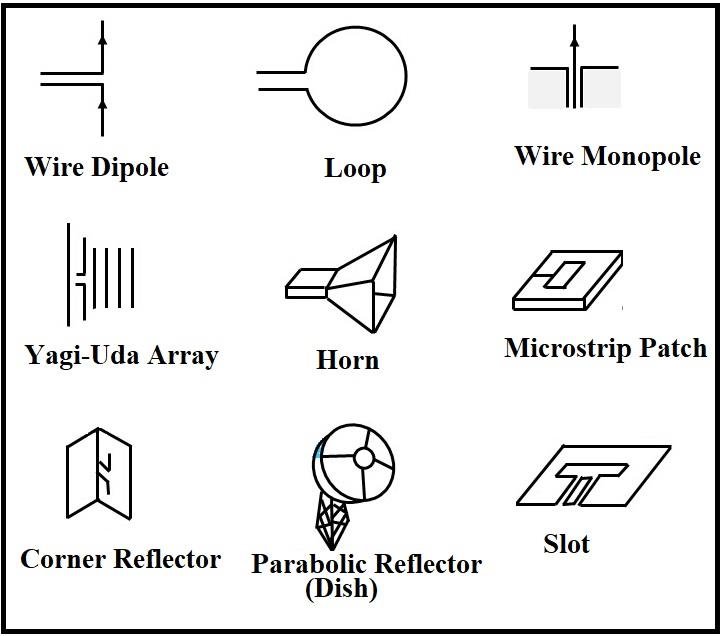 Wire Dipole
Loop
Wire Monopole
Yagi-Uda Array
Horn
Microstrip Patch
Corner Reflector
Parabolic Reflector
(Dish)
Slot